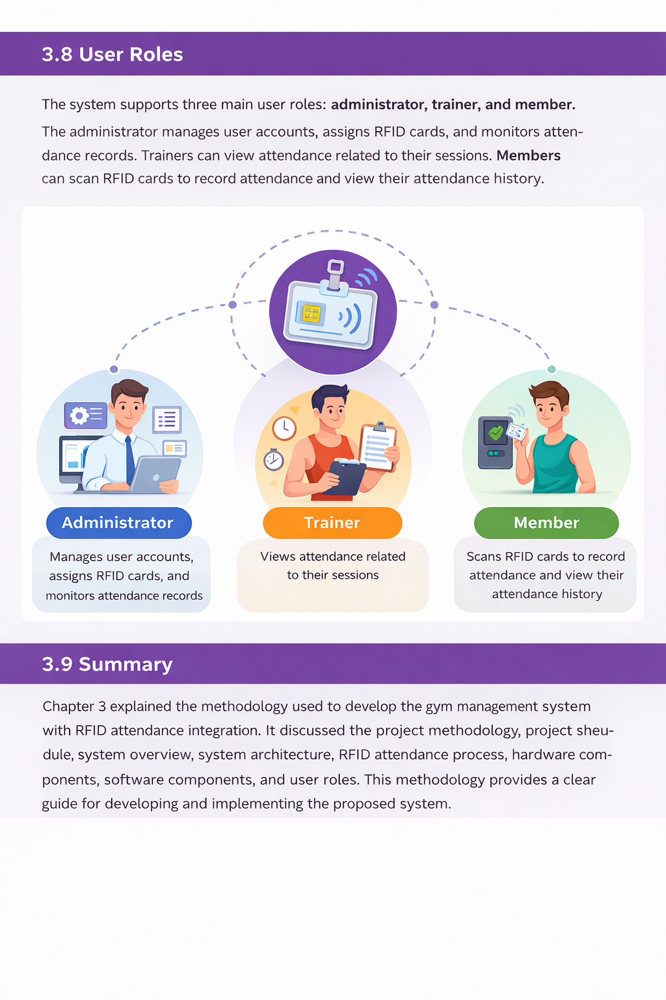 3.8 User Roles
The system supports three main user roles: administrator, trainer, and member.
The administrator manages user accounts, assigns RFID cards, and monitors atten-
dance records. Trainers can view attendance related to their sessions. Members
can scan RFID cards to record attendance and view their attendance history.
Administrator
Manages user accounts,
assigns RFID cards, and
monitors attendance records
Trainer
Views attendance related
to their sessions
Member
Scans RFID cards to record
attendance and view their
attendance history
3.9 Summary
Chapter 3 explained the methodology used to develop the gym management system
with RFID attendance integration. It discussed the project methodology, project sheu-
dule, system overview, system architecture, RFID attendance process, hardware com-
ponents, software components, and user roles. This methodology provides a clear
guide for developing and implementing the proposed system.